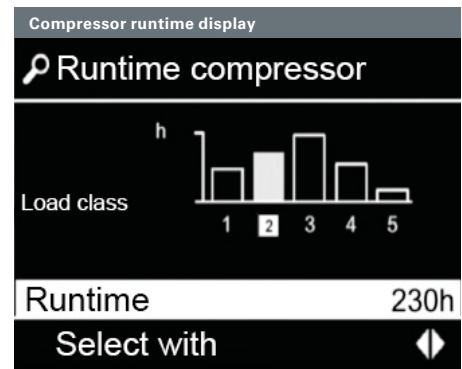 Compressor runtime display
Runtime compressor
h
Load class
1 2 3 4 5
Runtime 230h
Select with